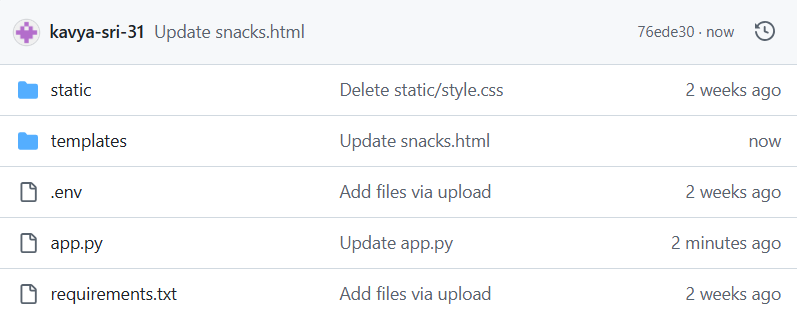 kavya-sri-31 Update snacks.html 76ede30 · now
static Delete static/style.css 2 weeks ago
templates Update snacks.html now
.env Add files via upload 2 weeks ago
app.py Update app.py 2 minutes ago
requirements.txt Add files via upload 2 weeks ago